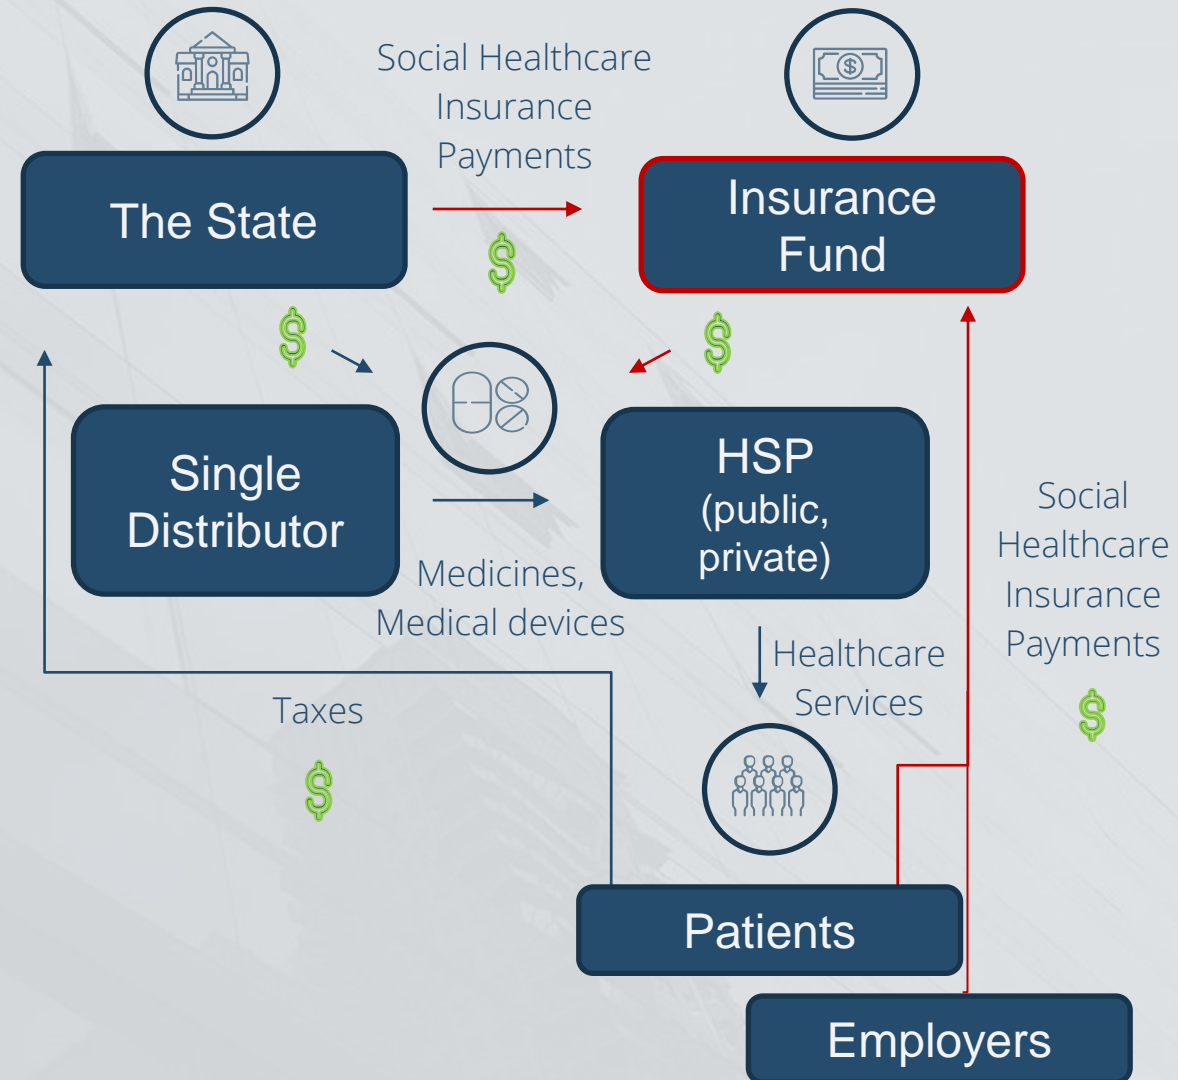 Social Healthcare
Insurance
Payments
The State
Insurance
Fund
Single
Distributor
HSP
(public,
private)
Medicines,
Medical devices
Social
Healthcare
Insurance
Payments
Healthcare
Services
Taxes
Patients
Employers